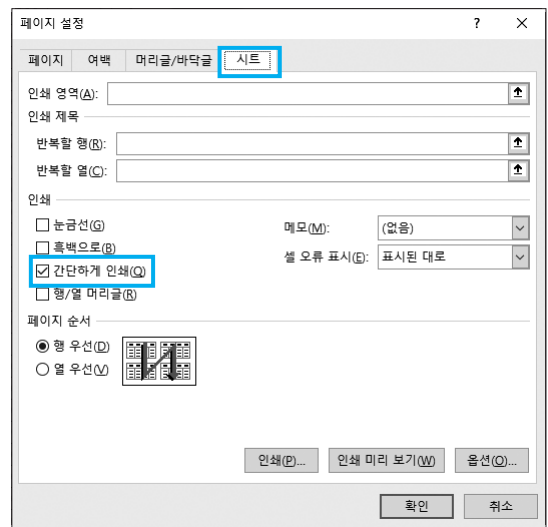 페이지 설정 ? ×
페이지 여백 머리글/바닥글 시트
인쇄 영역(A):
인쇄 제목
반복할 행(R):
반복할 열(C):
인쇄
눈금선(G) 메모(M): (없음)
흑백으로(B)
간단하게 인쇄(Q) 셀 오류 표시(E): 표시된 대로
행/열 머리글(R)
페이지 순서
행 우선(D)
열 우선(V)
인쇄(P)... 인쇄 미리 보기(W) 옵션(O)...
확인 취소